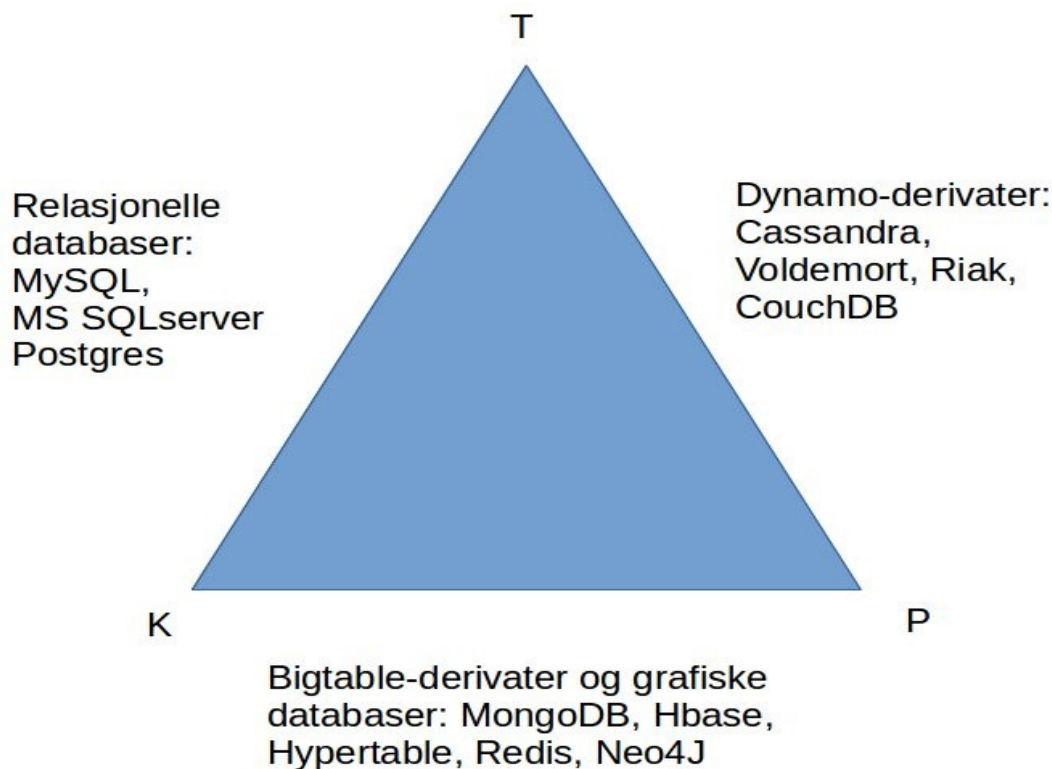 T
Relasjonelle
databaser:
MySQL,
MS SQLserver
Postgres
Dynamo-derivater:
Cassandra,
Voldemort, Riak,
CouchDB
K
P
Bigtable-derivater og grafiske
databaser: MongoDB, Hbase,
Hypertable, Redis, Neo4J